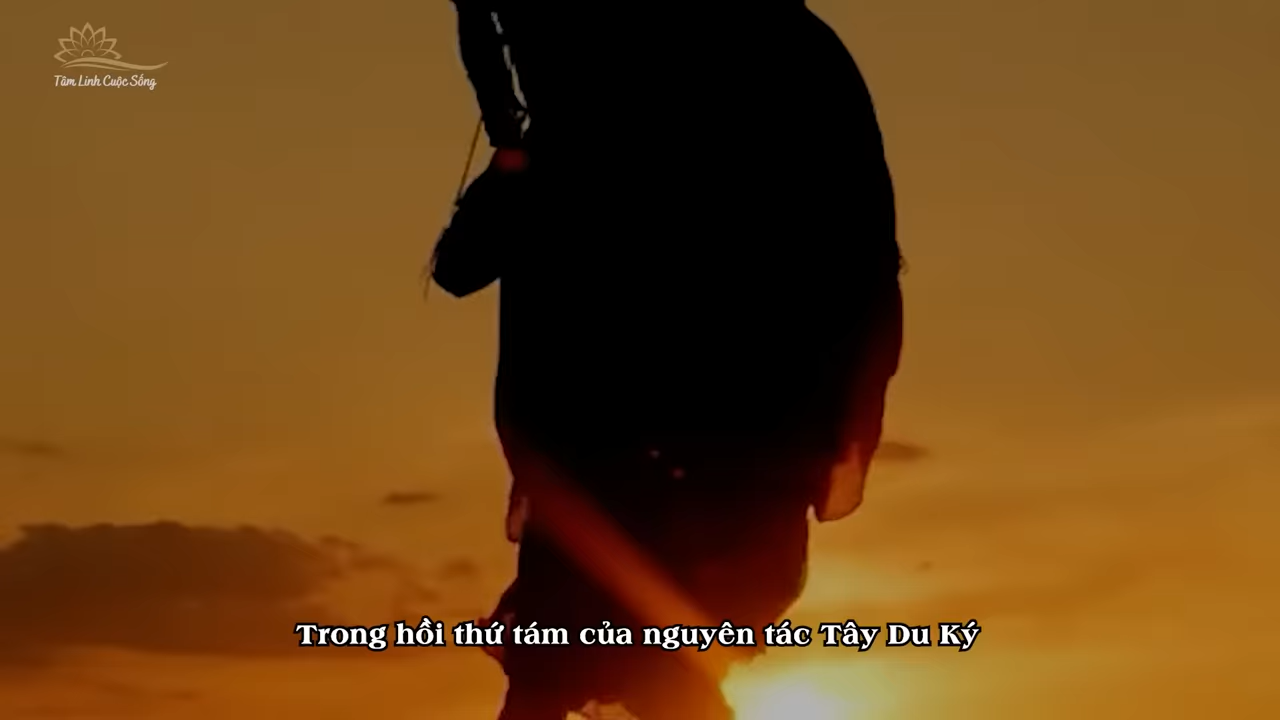 Tâm Linh Cuộc Sống
Trong hồi thứ tám của nguyên tác Tây Du Ký